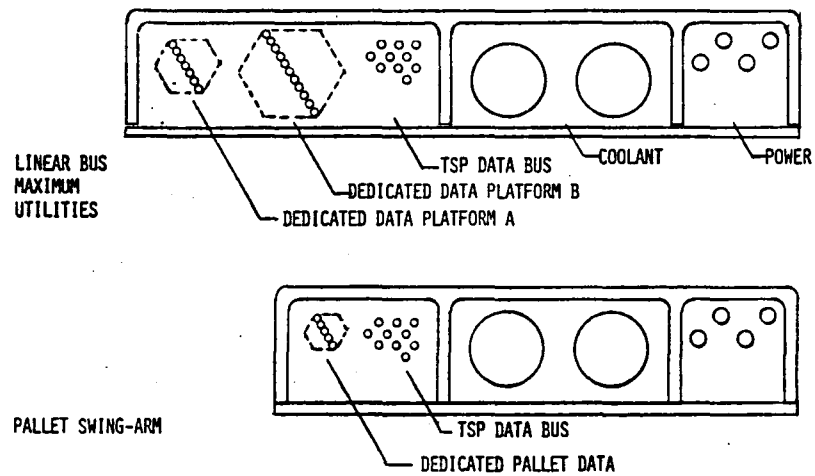 LINEAR BUS
MAXIMUM
UTILITIES
TSP DATA BUS
COOLANT
POWER
DEDICATED DATA PLATFORM B
DEDICATED DATA PLATFORM A
PALLET SWING-ARM
TSP DATA BUS
DEDICATED PALLET DATA